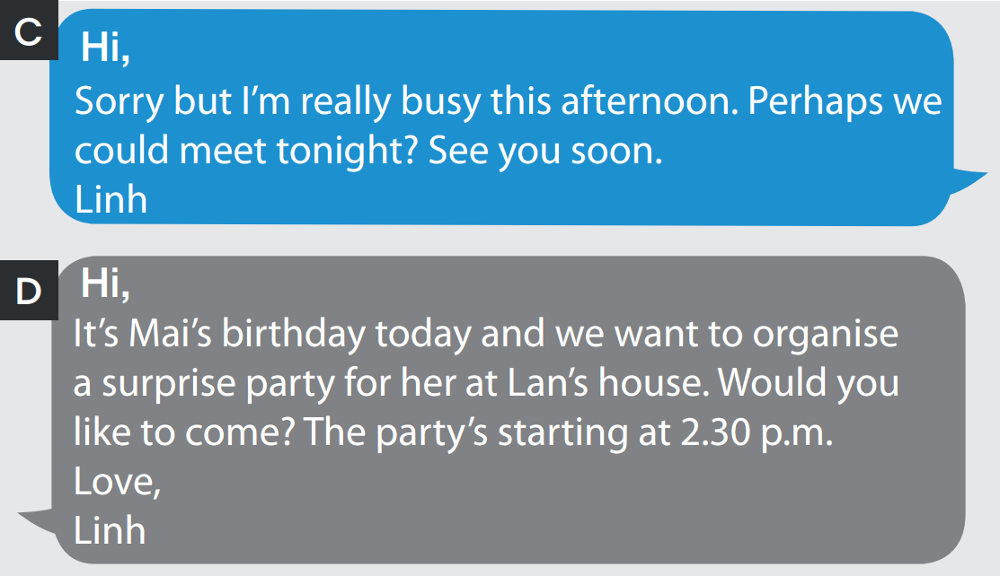 C
Hi,
Sorry but I’m really busy this afternoon. Perhaps we
could meet tonight? See you soon.
Linh
D
Hi,
It’s Mai’s birthday today and we want to organise
a surprise party for her at Lan’s house. Would you
like to come? The party’s starting at 2.30 p.m.
Love,
Linh